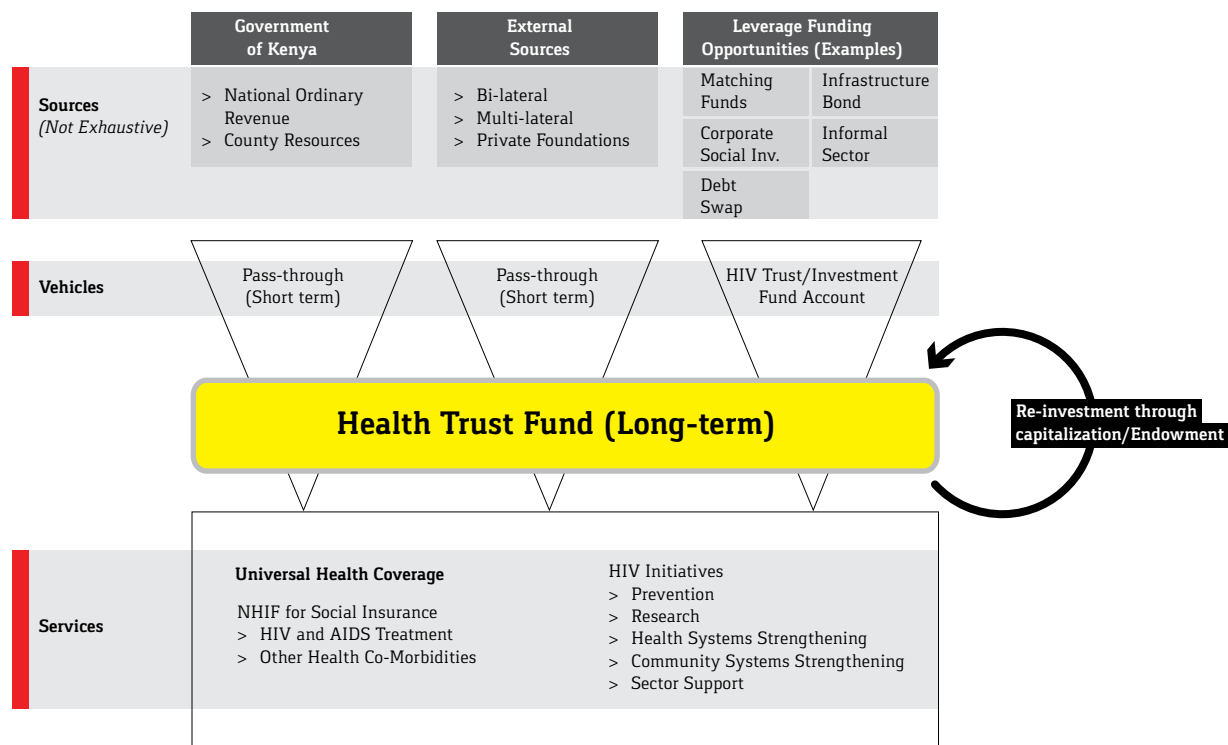 Government
of Kenya
External
Sources
Leverage Funding
Opportunities (Examples)
Sources
(Not Exhaustive)
> National Ordinary
Revenue
> County Resources
> Bi-lateral
> Multi-lateral
> Private Foundations
Matching
Funds
Infrastructure
Bond
Corporate
Social Inv.
Informal
Sector
Debt
Swap
Vehicles
Pass-through
(Short term)
Pass-through
(Short term)
HIV Trust/Investment
Fund Account
Health Trust Fund (Long-term)
Re-investment through
capitalization/Endowment
Services
Universal Health Coverage
NHIF for Social Insurance
> HIV and AIDS Treatment
> Other Health Co-Morbidities
HIV Initiatives
> Prevention
> Research
> Health Systems Strengthening
> Community Systems Strengthening
> Sector Support